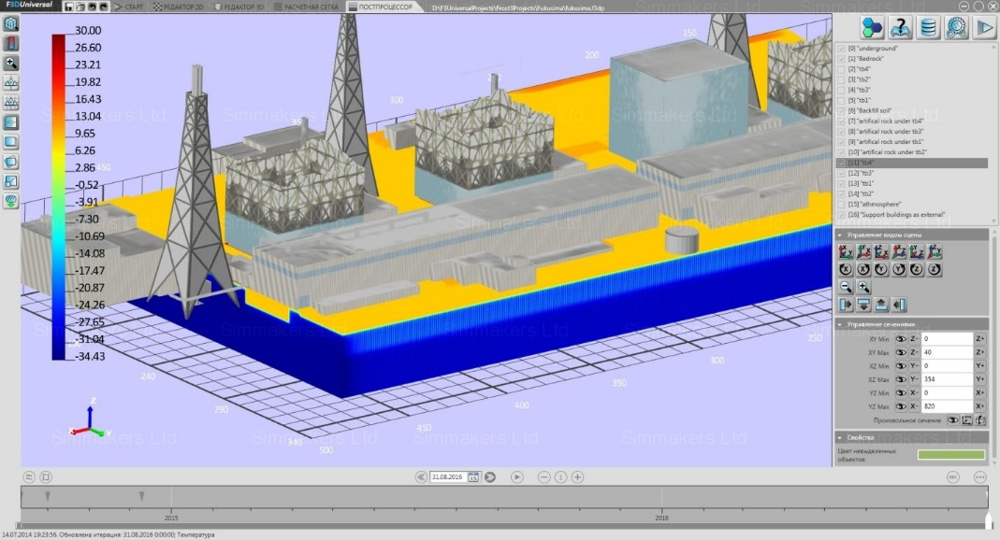 F3DUniversal
СТАРТ
РЕДАКТОР 2D
РЕДАКТОР 3D
РАСЧЕТНАЯ СЕТКА
ПОСТПРОЦЕССОР
D:\F3UniversalProjects\Frost3Projects\Fukusima\fukusima.f3dp
30.00
26.60
23.21
19.82
16.43
13.04
9.65
6.26
2.86
-0.52
-3.91
-7.30
-10.69
-14.08
-17.47
-20.87
-24.26
-27.65
-31.04
-34.43
150
200
300
450
240
290
340
500
450
400
350
300
250
Z
X
Y
Simmakers Ltd
[0] "underground"
[1] "Bedrock"
[2] "tb4"
[3] "tb2"
[4] "tb3"
[5] "tb1"
[6] "Backfill soil"
[7] "artifical rock under tb4"
[8] "artifical rock under tb3"
[9] "artifical rock under tb1"
[10] "artifical rock under tb2"
[11] "tb4"
[12] "tb3"
[13] "tb1"
[14] "tb2"
[15] "athmosphere"
[16] "Support buildings as external"
Управление видом сцены
Управление сечениями
XY Min Z- 0 Z+
XY Max Z- 40 Z+
XZ Min Y- 0 Y+
XZ Max Y- 354 Y+
YZ Min X- 0 X+
YZ Max X- 820 X+
Произвольное сечение
Свойства
Цвет невыделенных
объектов
31.08.2016
15
REC
2015
2016
14.07.2014 19:23:56. Обновлена итерация: 31.08.2016 0:00:00; Температура